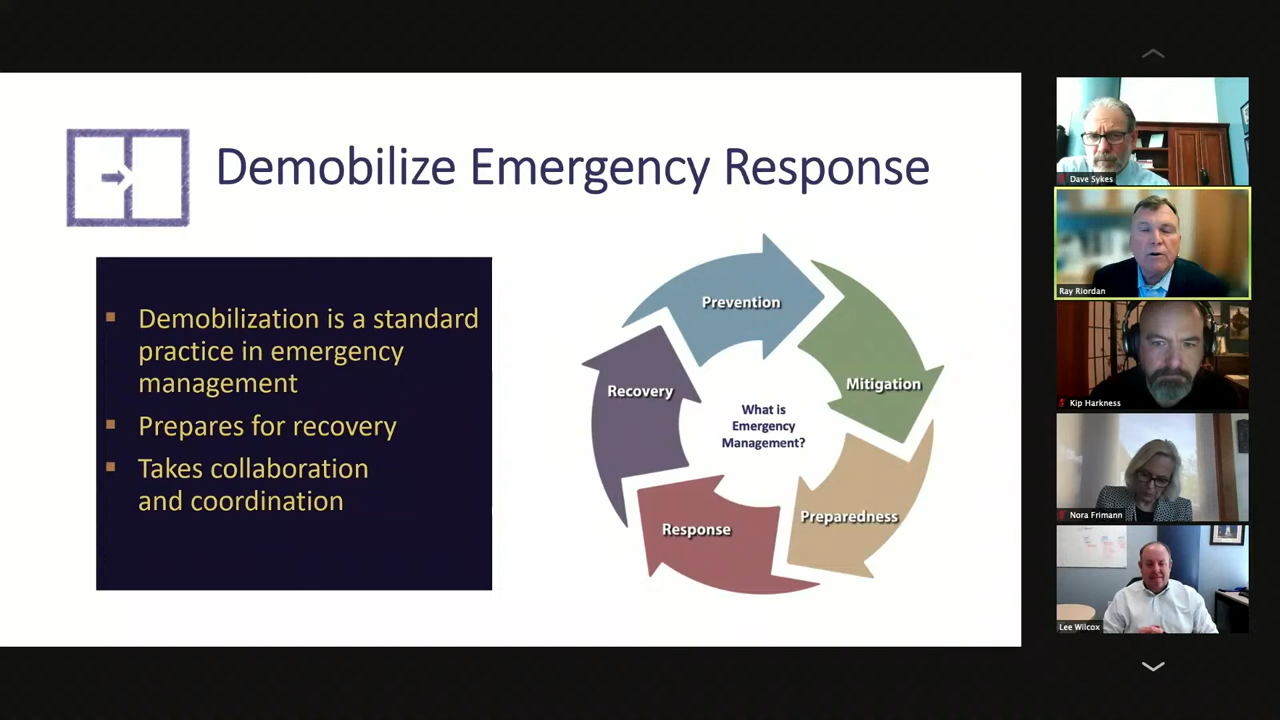 Demobilize Emergency Response
▪ Demobilization is a standard
practice in emergency
management
▪ Prepares for recovery
▪ Takes collaboration
and coordination
Prevention
Mitigation
Preparedness
Response
Recovery
What is
Emergency
Management?
Dave Sykes
Ray Riordan
Kip Harkness
Nora Frimann
Lee Wilcox